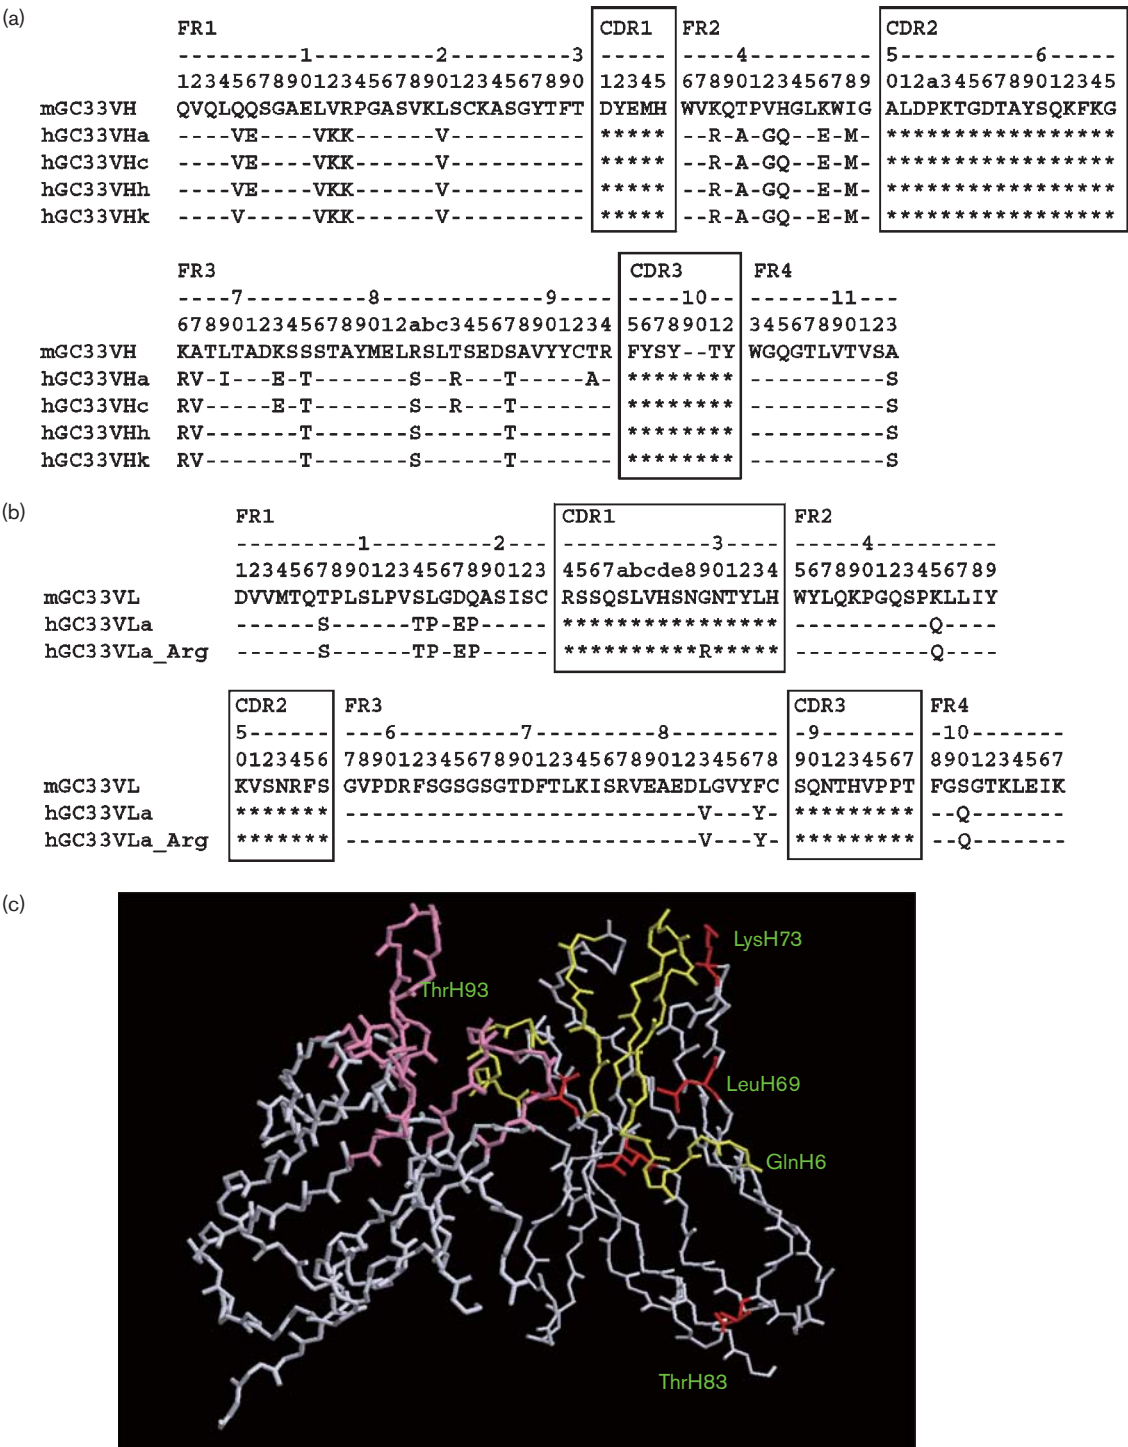 (a)
FR1 CDR1 FR2 CDR2
---------1---------2---------3 ----- ----4--------- 5---------6-----
123456789012345678901234567890 12345 67890123456789 012a3456789012345
mGC33VH QVQLQQSGAELVRPGASVKLSCKASGYTFT DYEMH WVKQTPVHGLKWIG ALDPKTGDTAYSQKFKG
hGC33VHa ----VE----VKK------V---------- ***** --R-A-GQ--E-M- *****************
hGC33VHc ----VE----VKK------V---------- ***** --R-A-GQ--E-M- *****************
hGC33VHh ----VE----VKK------V---------- ***** --R-A-GQ--E-M- *****************
hGC33VHk ----V-----VKK------V---------- ***** --R-A-GQ--E-M- *****************
FR3 CDR3 FR4
----7---------8------------9---- -----10-- -------11---
67890123456789012abc345678901234 56789012 34567890123
mGC33VH KATLTADKSSSTAYMELRSLTSEDSAVYYCTR FYSY--TY WGQGTLVTVSA
hGC33VHa RV-I---E-T-------S--R---T-----A- ******** ----------S
hGC33VHc RV-----E-T-------S--R---T------- ******** ----------S
hGC33VHh RV-------T-------S------T------- ******** ----------S
hGC33VHk RV-------T-------S------T------- ******** ----------S
(b)
FR1 CDR1 FR2
---------1---------2--- -----------3---- -----4---------
12345678901234567890123 4567abcde8901234 567890123456789
mGC33VL DVVMTQTPLSLPVSLGDQASISC RSSQSLVHSNGNTYLH WYLQKPGQSPKLLIY
hGC33VLa ------S------TP-EP----- **************** ----------Q----
hGC33VLa_Arg ------S------TP-EP----- **********R***** ----------Q----
CDR2 FR3 CDR3 FR4
5------ ---6---------7---------8-------- -9------- -10-------
0123456 78901234567890123456789012345678 901234567 8901234567
mGC33VL KVSNRFS GVPDRFSGSGSGTDFTLKISRVEAEDLGVYFC SQNTHVPPT FGSGTKLEIK
hGC33VLa ******* --------------------------V---Y- ********* --Q-------
hGC33VLa_Arg ******* --------------------------V---Y- ********* --Q-------
(c)
LysH73
ThrH93
LeuH69
GlnH6
ThrH83